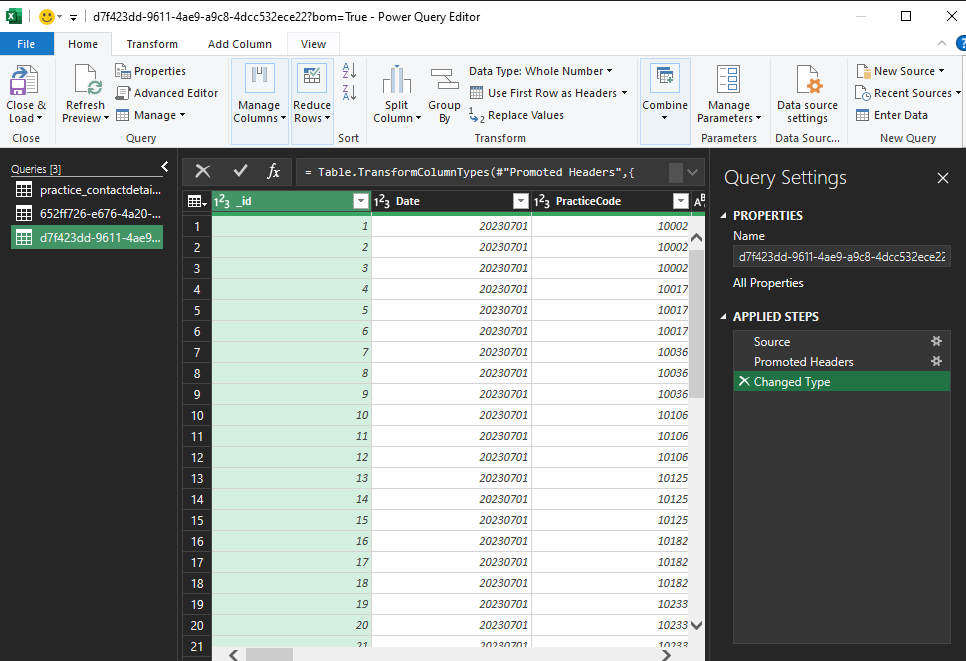 d7f423dd-9611-4ae9-a9c8-4dcc532ece22?bom=True - Power Query Editor
File Home Transform Add Column View
Close & Load
Refresh Preview
Properties
Advanced Editor
Manage
Manage Columns
Reduce Rows
Split Column
Group By
Data Type: Whole Number
Use First Row as Headers
Replace Values
Combine
Manage Parameters
Data source settings
New Source
Recent Sources
Enter Data
Close Query Sort Transform Parameters Data Sourc... New Query
Queries [3]
practice_contactdetai...
652ff726-e676-4a20-...
d7f423dd-9611-4ae9...
fx = Table.TransformColumnTypes(#"Promoted Headers",{
1²3 _id 1²3 Date 1²3 PracticeCode
1 1 20230701 10002
2 2 20230701 10002
3 3 20230701 10002
4 4 20230701 10017
5 5 20230701 10017
6 6 20230701 10017
7 7 20230701 10036
8 8 20230701 10036
9 9 20230701 10036
10 10 20230701 10106
11 11 20230701 10106
12 12 20230701 10106
13 13 20230701 10125
14 14 20230701 10125
15 15 20230701 10125
16 16 20230701 10182
17 17 20230701 10182
18 18 20230701 10182
19 19 20230701 10233
20 20 20230701 10233
21 21 20230701 10233
Query Settings
PROPERTIES
Name
d7f423dd-9611-4ae9-a9c8-4dcc532ece22
All Properties
APPLIED STEPS
Source
Promoted Headers
Changed Type